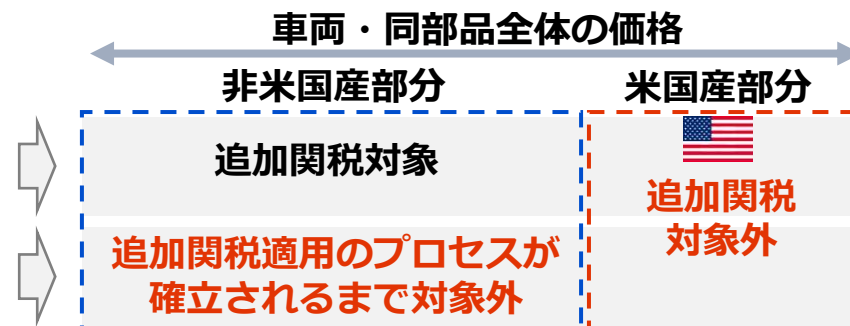 車両・同部品全体の価格
非米国産部分
米国産部分
追加関税対象
追加関税
対象外
追加関税適用のプロセスが
確立されるまで対象外